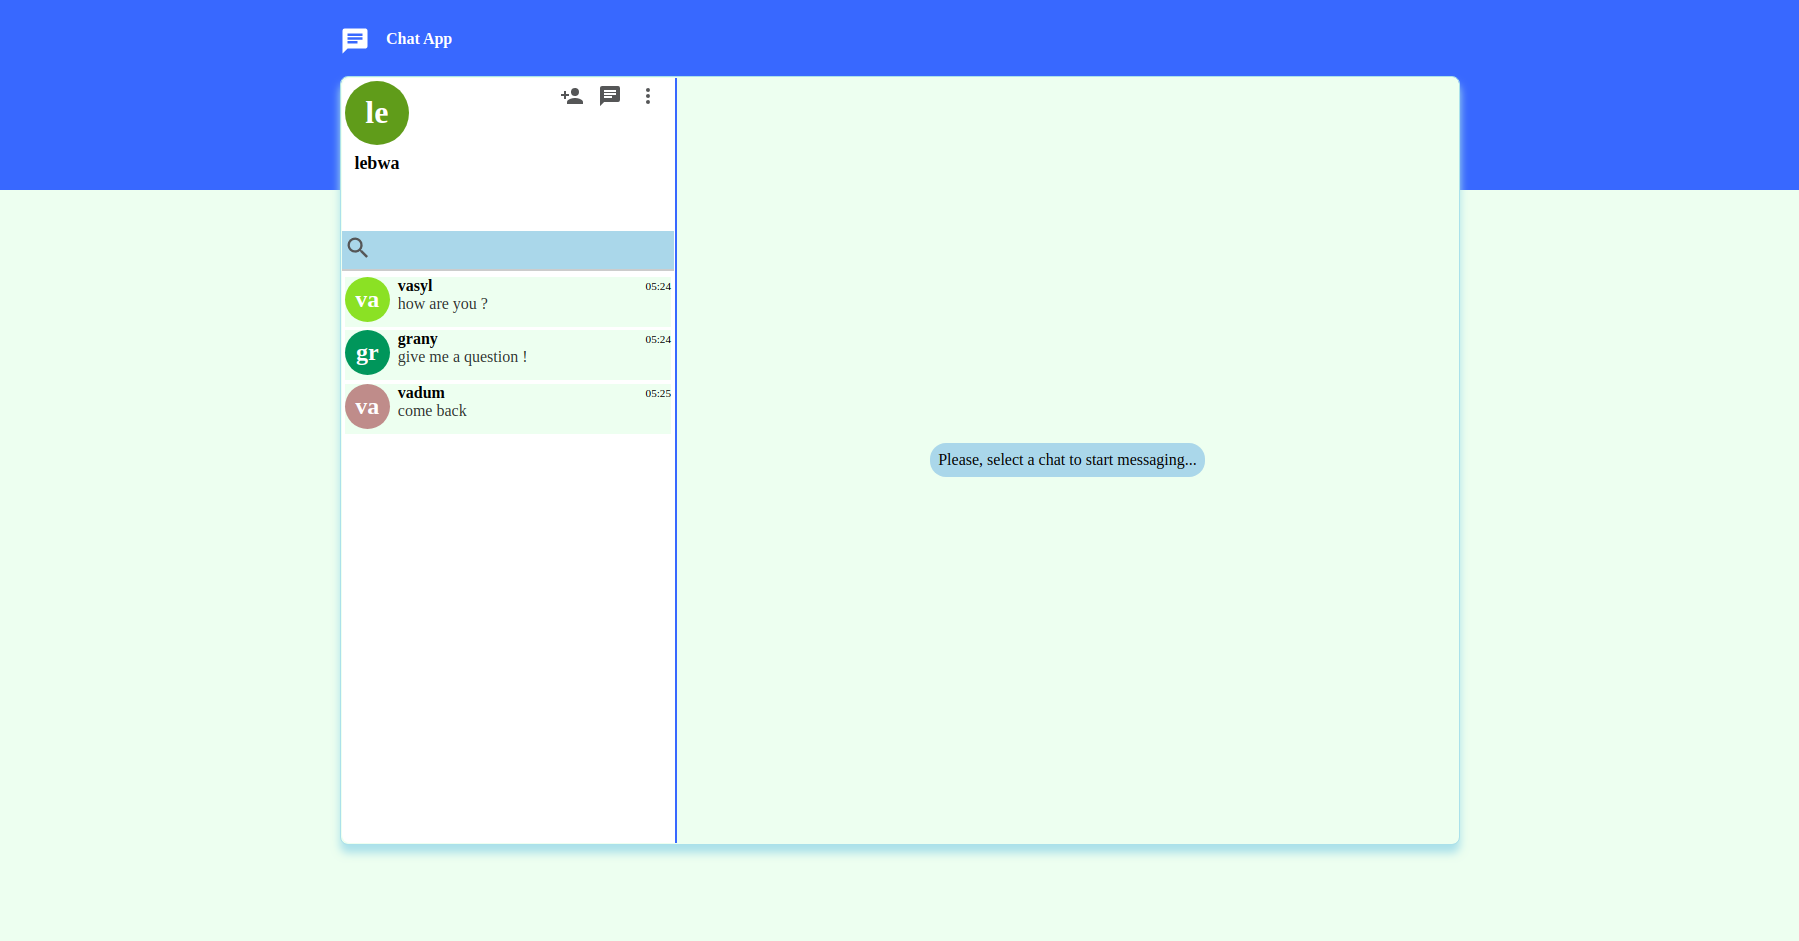 Chat App
le
lebwa
va
vasyl
05:24
how are you ?
gr
grany
05:24
give me a question !
va
vadum
05:25
come back
Please, select a chat to start messaging...